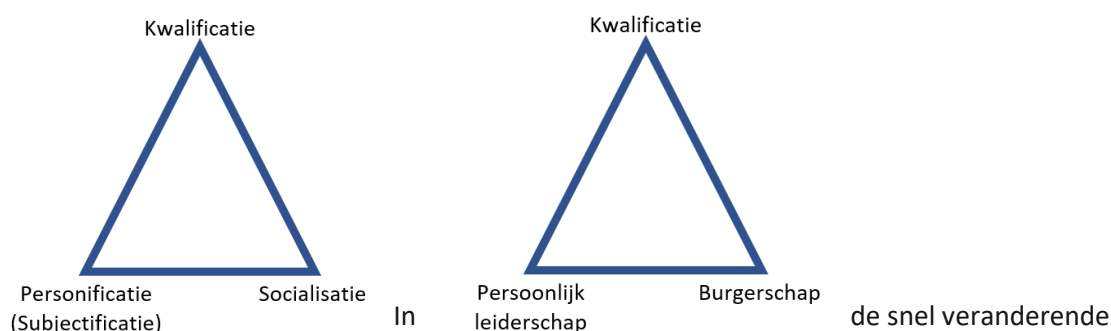 Kwalificatie
Kwalificatie
Personificatie
(Subjectificatie)
Socialisatie
In
Persoonlijk
leiderschap
Burgerschap
de snel veranderende